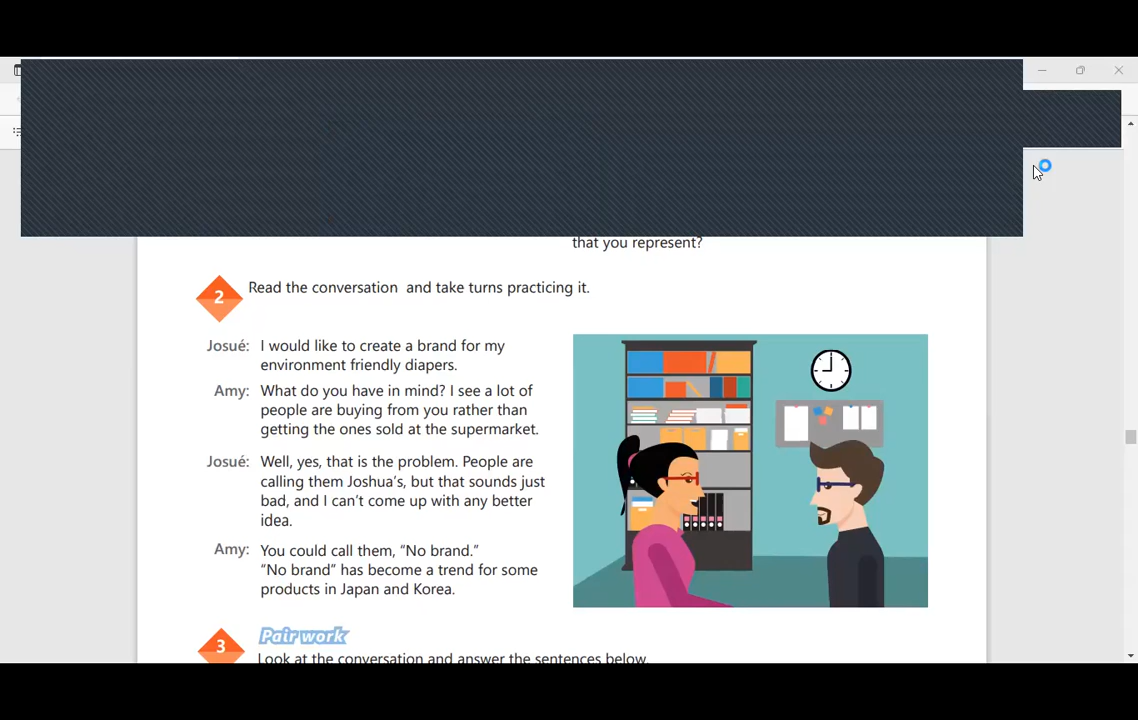 that you represent?
2
Read the conversation and take turns practicing it.
Josué: I would like to create a brand for my
environment friendly diapers.
Amy: What do you have in mind? I see a lot of
people are buying from you rather than
getting the ones sold at the supermarket.
Josué: Well, yes, that is the problem. People are
calling them Joshua’s, but that sounds just
bad, and I can’t come up with any better
idea.
Amy: You could call them, “No brand.”
“No brand” has become a trend for some
products in Japan and Korea.
3
Pair work
Look at the conversation and answer the sentences below.